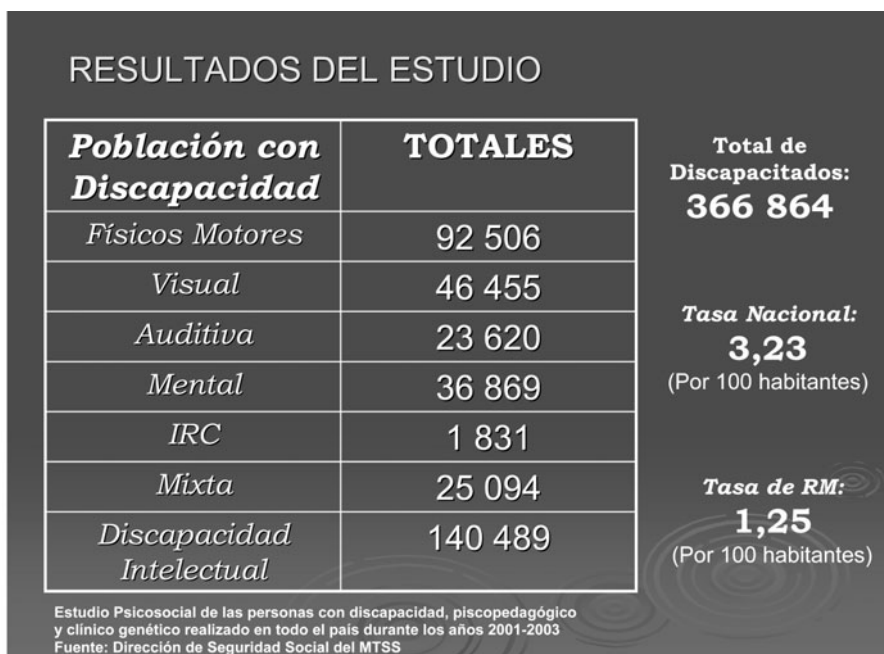 RESULTADOS DEL ESTUDIO
Población con
Discapacidad
TOTALES
Físicos Motores
92 506
Visual
46 455
Auditiva
23 620
Mental
36 869
IRC
1 831
Mixta
25 094
Discapacidad
Intelectual
140 489
Total de
Discapacitados:
366 864
Tasa Nacional:
3,23
(Por 100 habitantes)
Tasa de RM:
1,25
(Por 100 habitantes)
Estudio Psicosocial de las personas con discapacidad, piscopedagógico
y clínico genético realizado en todo el país durante los años 2001-2003
Fuente: Dirección de Seguridad Social del MTSS